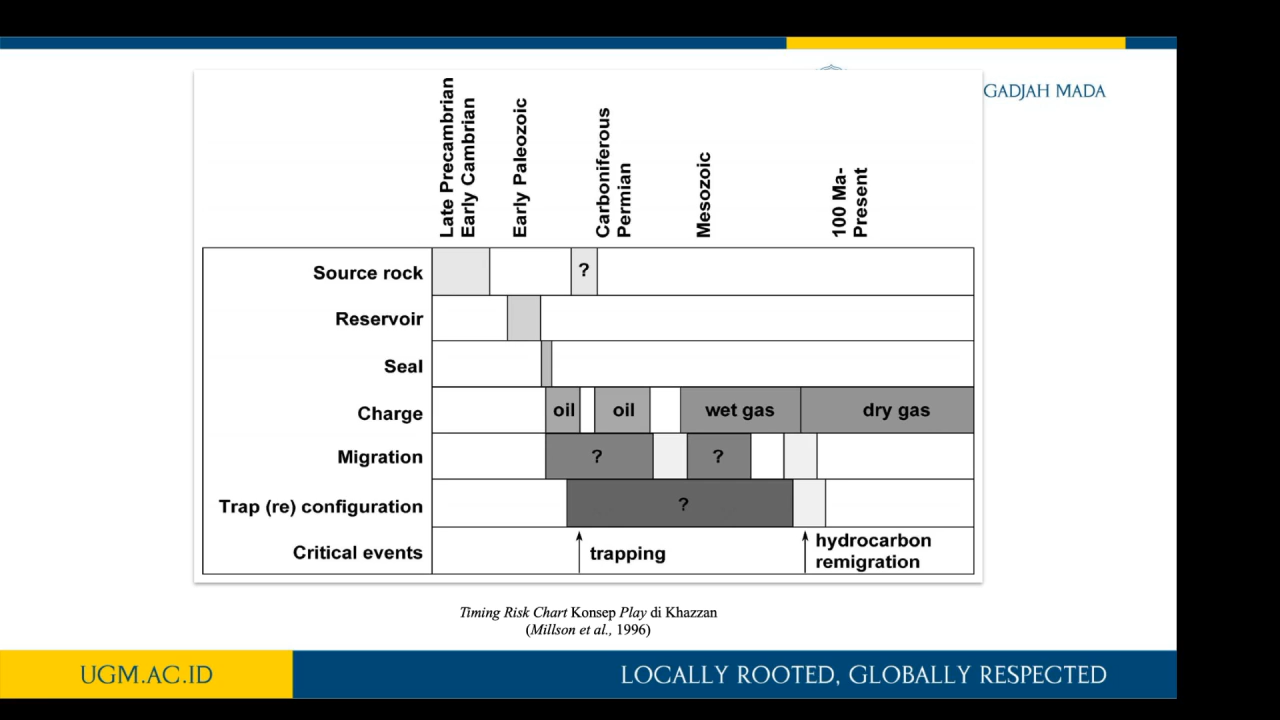 GADJAH MADA
Late Precambrian
Early Cambrian
Early Paleozoic
Carboniferous
Permian
Mesozoic
100 Ma-
Present
Source rock
?
Reservoir
Seal
Charge
oil
oil
wet gas
dry gas
Migration
?
?
Trap (re) configuration
?
Critical events
trapping
hydrocarbon
remigration
Timing Risk Chart Konsep Play di Khazzan
(Millson et al., 1996)
UGM.AC.ID
LOCALLY ROOTED, GLOBALLY RESPECTED